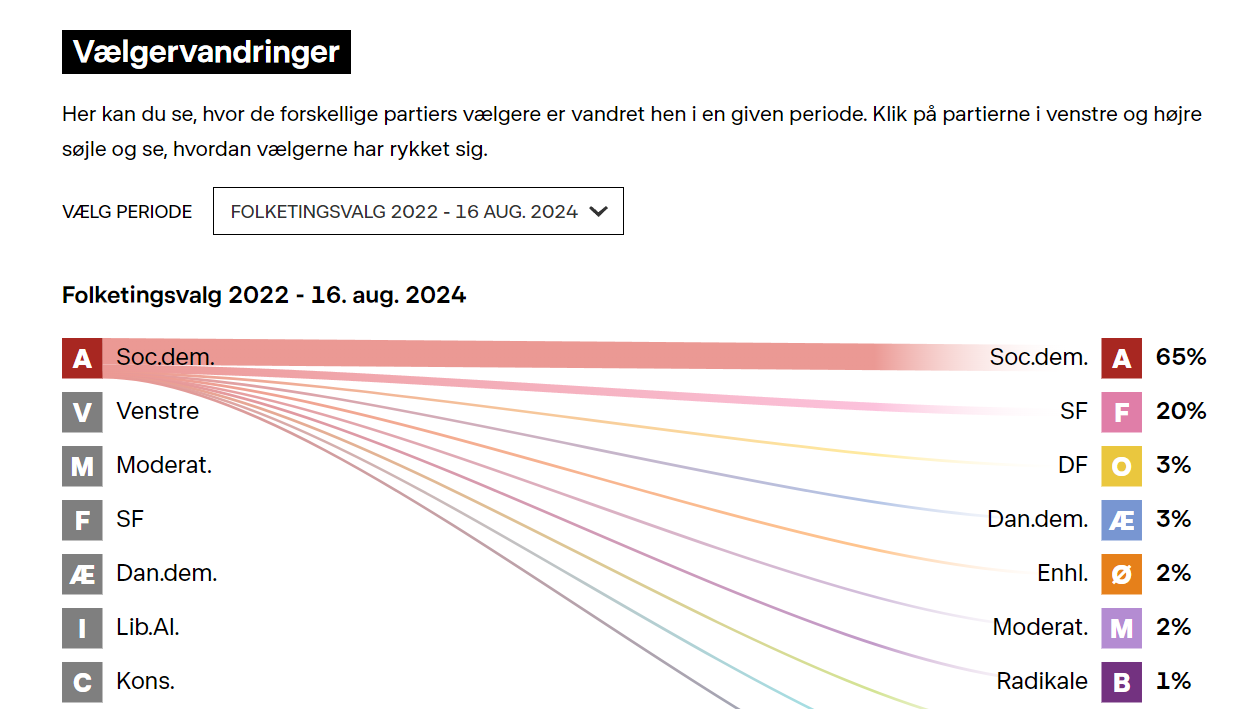 Vælgervandringer
Her kan du se, hvor de forskellige partiers vælgere er vandret hen i en given periode. Klik på partierne i venstre og højre
søjle og se, hvordan vælgerne har rykket sig.
VÆLG PERIODE FOLKETINGSVALG 2022 - 16 AUG. 2024
Folketingsvalg 2022 - 16. aug. 2024
A Soc.dem. Soc.dem. A 65%
V Venstre SF F 20%
M Moderat. DF O 3%
F SF Dan.dem. Æ 3%
Æ Dan.dem. Enhl. Ø 2%
I Lib.Al. Moderat. M 2%
C Kons. Radikale B 1%